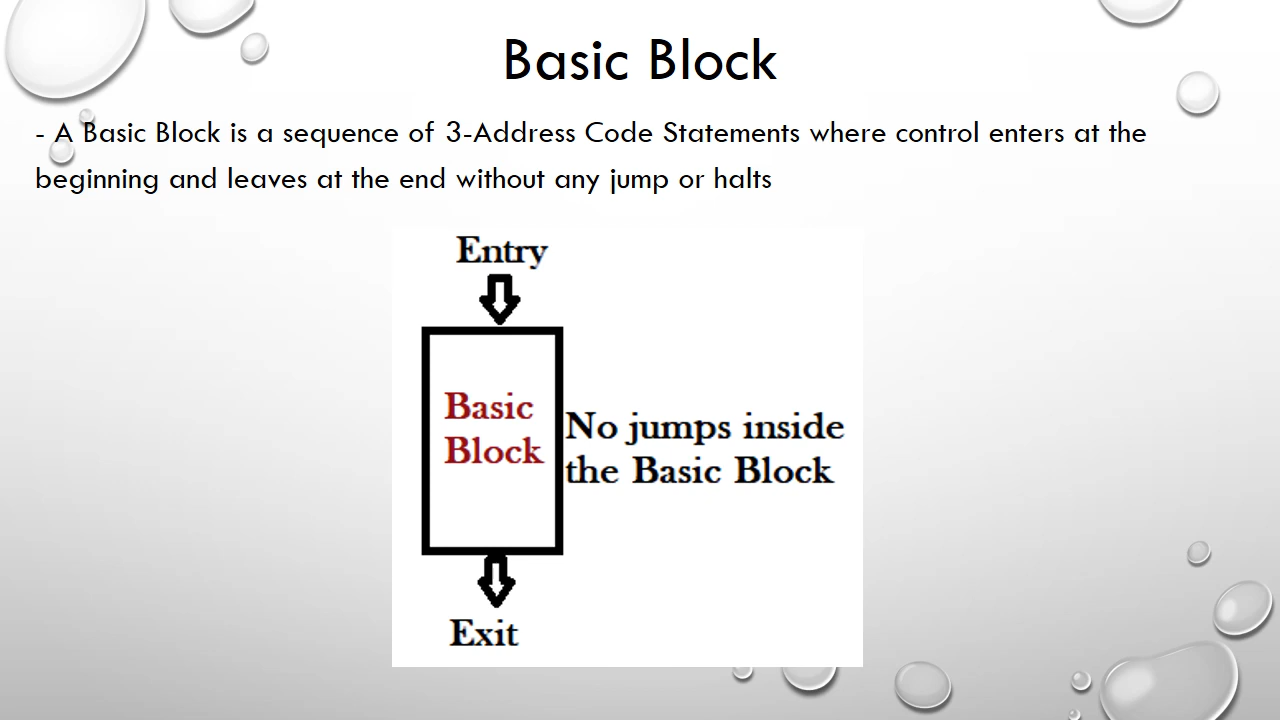 Basic Block
- A Basic Block is a sequence of 3-Address Code Statements where control enters at the
beginning and leaves at the end without any jump or halts
Entry
Basic
Block
No jumps inside
the Basic Block
Exit